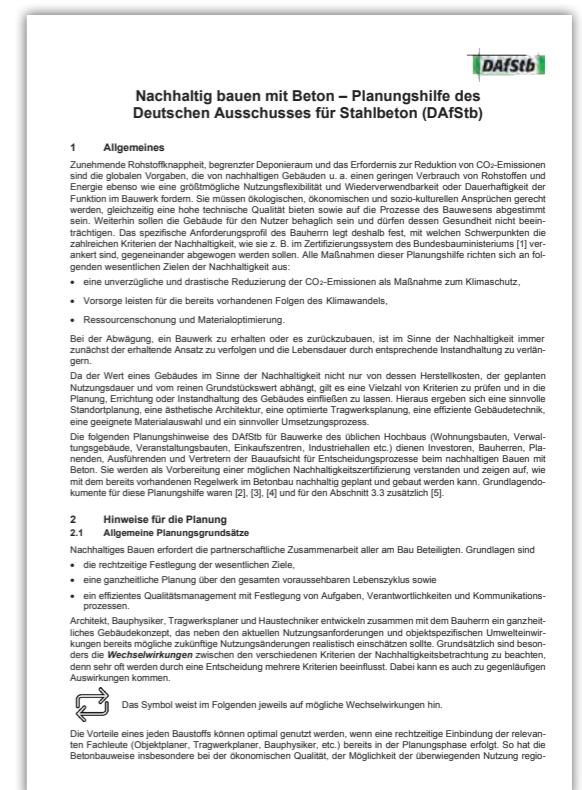 DAfStb
Nachhaltig bauen mit Beton – Planungshilfe des
Deutschen Ausschusses für Stahlbeton (DAfStb)
1 Allgemeines
Zunehmende Rohstoffknappheit, begrenzter Deponieraum und das Erfordernis zur Reduktion von CO₂-Emissionen
sind die globalen Vorgaben, die von nachhaltigen Gebäuden u. a. einen geringen Verbrauch von Rohstoffen und
Energie ebenso wie eine größtmögliche Nutzungsflexibilität und Wiederverwendbarkeit oder Dauerhaftigkeit der
Funktion im Bauwerk fordern. Sie müssen ökologischen, ökonomischen und sozio-kulturellen Ansprüchen gerecht
werden, gleichzeitig eine hohe technische Qualität bieten sowie auf die Prozesse des Bauwesens abgestimmt
sein. Weiterhin sollen die Gebäude für den Nutzer behaglich sein und dürfen dessen Gesundheit nicht beein-
trächtigen. Das spezifische Anforderungsprofil des Bauherrn legt deshalb fest, mit welchen Schwerpunkten die
zahlreichen Kriterien der Nachhaltigkeit, wie sie z. B. im Zertifizierungssystem des Bundesbauministeriums [1] ver-
ankert sind, gegeneinander abgewogen werden sollen. Alle Maßnahmen dieser Planungshilfe richten sich an fol-
genden wesentlichen Zielen der Nachhaltigkeit aus:
• eine unverzügliche und drastische Reduzierung der CO₂-Emissionen als Maßnahme zum Klimaschutz,
• Vorsorge leisten für die bereits vorhandenen Folgen des Klimawandels,
• Ressourcenschonung und Materialoptimierung.
Bei der Abwägung, ein Bauwerk zu erhalten oder es zurückzubauen, ist im Sinne der Nachhaltigkeit immer
zunächst der erhaltende Ansatz zu verfolgen und die Lebensdauer durch entsprechende Instandhaltung zu verlän-
gern.
Da der Wert eines Gebäudes im Sinne der Nachhaltigkeit nicht nur von dessen Herstellkosten, der geplanten
Nutzungsdauer und vom reinen Grundstückswert abhängt, gilt es eine Vielzahl von Kriterien zu prüfen und in die
Planung, Errichtung oder Instandhaltung des Gebäudes einfließen zu lassen. Hieraus ergeben sich eine sinnvolle
Standortplanung, eine ästhetische Architektur, eine optimierte Tragwerksplanung, eine effiziente Gebäudetechnik,
eine geeignete Materialauswahl und ein sinnvoller Umsetzungsprozess.
Die folgenden Planungshinweise des DAfStb für Bauwerke des üblichen Hochbaus (Wohnungsbauten, Verwal-
tungsgebäude, Veranstaltungsbauten, Einkaufszentren, Industriehallen etc.) dienen Investoren, Bauherren, Pla-
nenden, Ausführenden und Vertretern der Bauaufsicht für Entscheidungsprozesse beim nachhaltigen Bauen mit
Beton. Sie werden als Vorbereitung einer möglichen Nachhaltigkeitszertifizierung verstanden und zeigen auf, wie
mit dem bereits vorhandenen Regelwerk im Betonbau nachhaltig geplant und gebaut werden kann. Grundlagendo-
kumente für diese Planungshilfe waren [2], [3], [4] und für den Abschnitt 3.3 zusätzlich [5].
2 Hinweise für die Planung
2.1 Allgemeine Planungsgrundsätze
Nachhaltiges Bauen erfordert die partnerschaftliche Zusammenarbeit aller am Bau Beteiligten. Grundlagen sind
• die rechtzeitige Festlegung der wesentlichen Ziele,
• eine ganzheitliche Planung über den gesamten voraussehbaren Lebenszyklus sowie
• ein effizientes Qualitätsmanagement mit Festlegung von Aufgaben, Verantwortlichkeiten und Kommunikations-
prozessen.
Architekt, Bauphysiker, Tragwerksplaner und Haustechniker entwickeln zusammen mit dem Bauherrn ein ganzheit-
liches Gebäudekonzept, das neben den aktuellen Nutzungsanforderungen und objektspezifischen Umwelteinwir-
kungen bereits mögliche zukünftige Nutzungsänderungen realistisch einschätzen sollte. Grundsätzlich sind beson-
ders die Wechselwirkungen zwischen den verschiedenen Kriterien der Nachhaltigkeitsbetrachtung zu beachten,
denn sehr oft werden durch eine Entscheidung mehrere Kriterien beeinflusst. Dabei kann es auch zu gegenläufigen
Auswirkungen kommen.
Das Symbol weist im Folgenden jeweils auf mögliche Wechselwirkungen hin.
Die Vorteile eines jeden Baustoffs können optimal genutzt werden, wenn eine rechtzeitige Einbindung der relevan-
ten Fachleute (Objektplaner, Tragwerkplaner, Bauphysiker, etc.) bereits in der Planungsphase erfolgt. So hat die
Betonbauweise insbesondere bei der ökonomischen Qualität, der Möglichkeit der überwiegenden Nutzung regio-